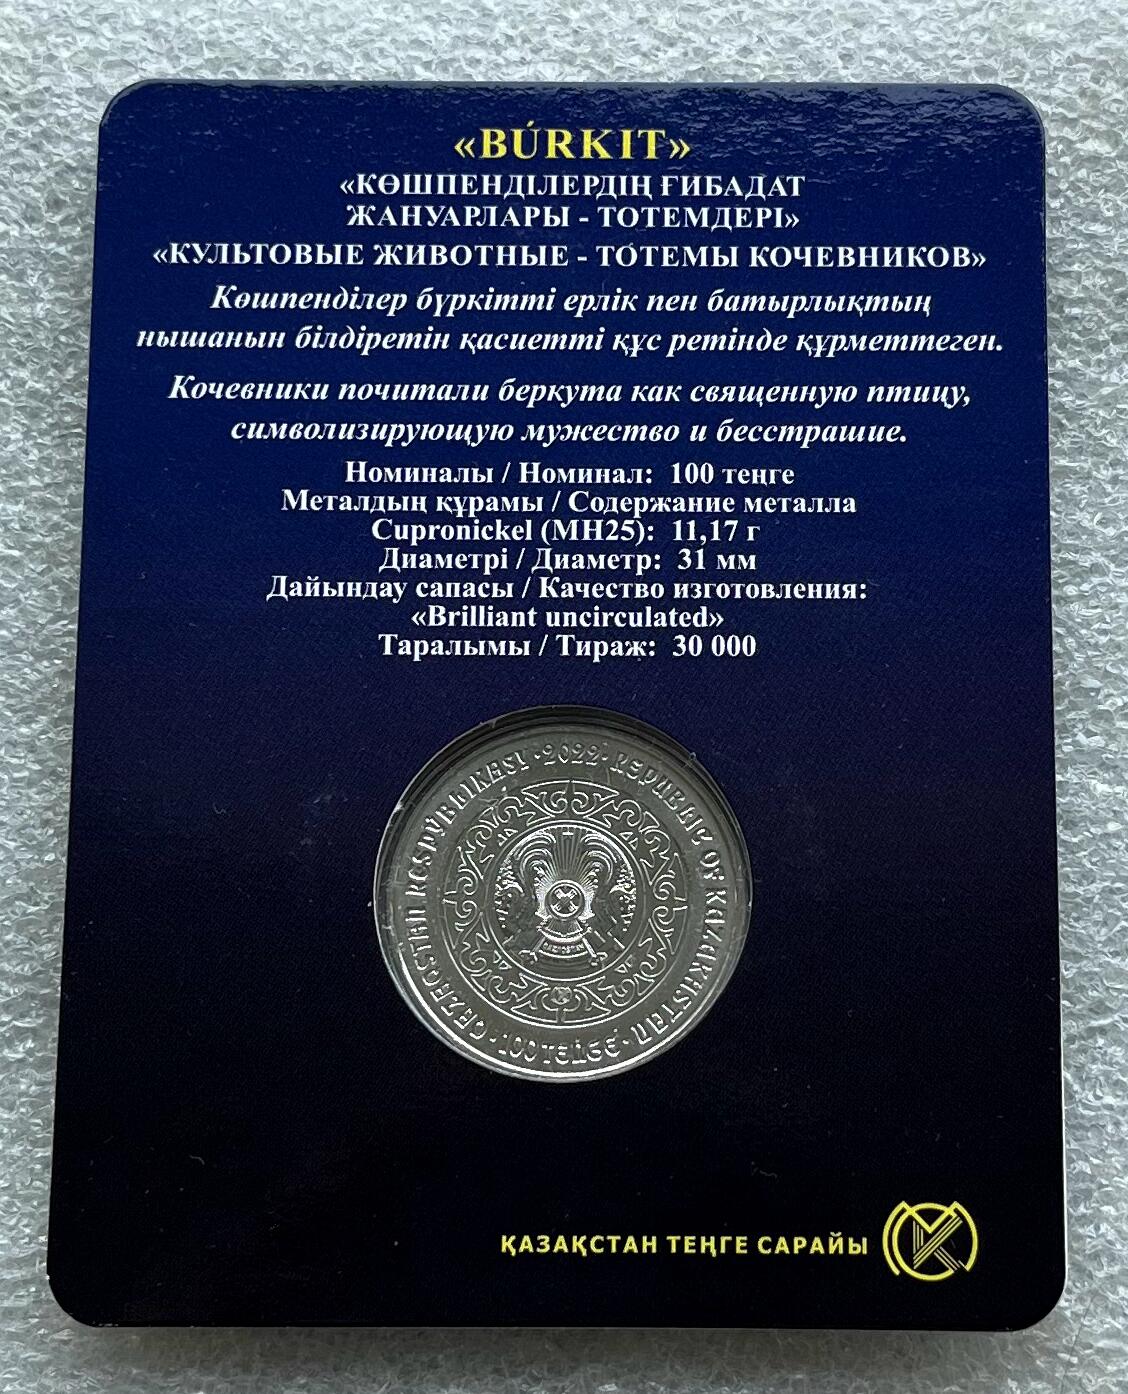 «BÚRKIT»
«КӨШПЕНДІЛЕРДІҢ ҒИБАДАТ
ЖАНУАРЛАРЫ - ТОТЕМДЕРІ»
«КУЛЬТОВЫЕ ЖИВОТНЫЕ - ТОТЕМЫ КОЧЕВНИКОВ»
Көшпенділер бүркітті ерлік пен батырлықтың
нышанын білдіретін қасиетті құс ретінде құрметтеген.
Кочевники почитали беркута как священную птицу,
символизирующую мужество и бесстрашие.
Номиналы / Номинал: 100 теңге
Металдың құрамы / Содержание металла
Cupronickel (МН25): 11,17 г
Диаметрі / Диаметр: 31 мм
Дайындау сапасы / Качество изготовления:
«Brilliant uncirculated»
Таралымы / Тираж: 30 000
QAZAQSTAN RESPÝBLIKASY · 2022 · REPUBLIC OF KAZAKHSTAN
· 100 TEŃGE ·
QAZAQSTAN
ҚАЗАҚСТАН ТЕҢГЕ САРАЙЫ